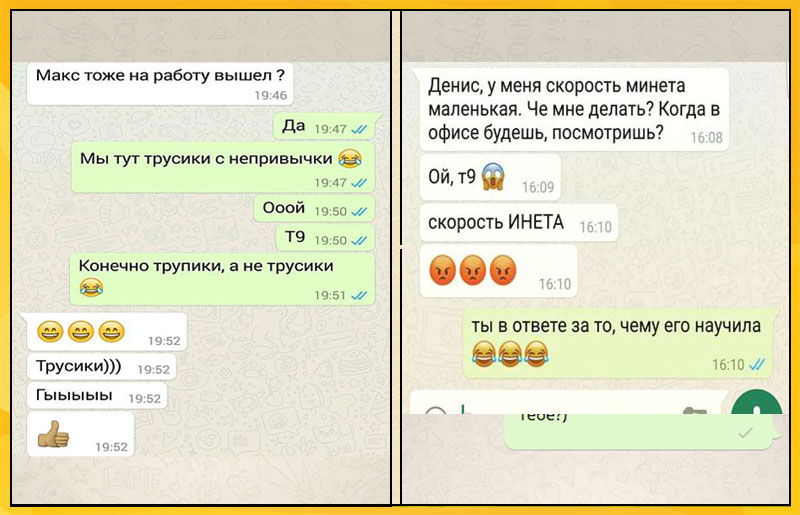 Макс тоже на работу вышел ?
19:46
Да 19:47
Мы тут трусики с непривычки 😂
19:47
Ооой 19:50
Т9 19:50
Конечно трупики, а не трусики
😂
19:51
😄😄😄 19:52
Трусики))) 19:52
Гыыыыы 19:52
👍🏽 19:52
Денис, у меня скорость минета
маленькая. Че мне делать? Когда в
офисе будешь, посмотришь? 16:08
Ой, т9 😱 16:09
скорость ИНЕТА 16:10
😡😡😡 16:10
ты в ответе за то, чему его научила
😂😂😂 16:10
тебе?)